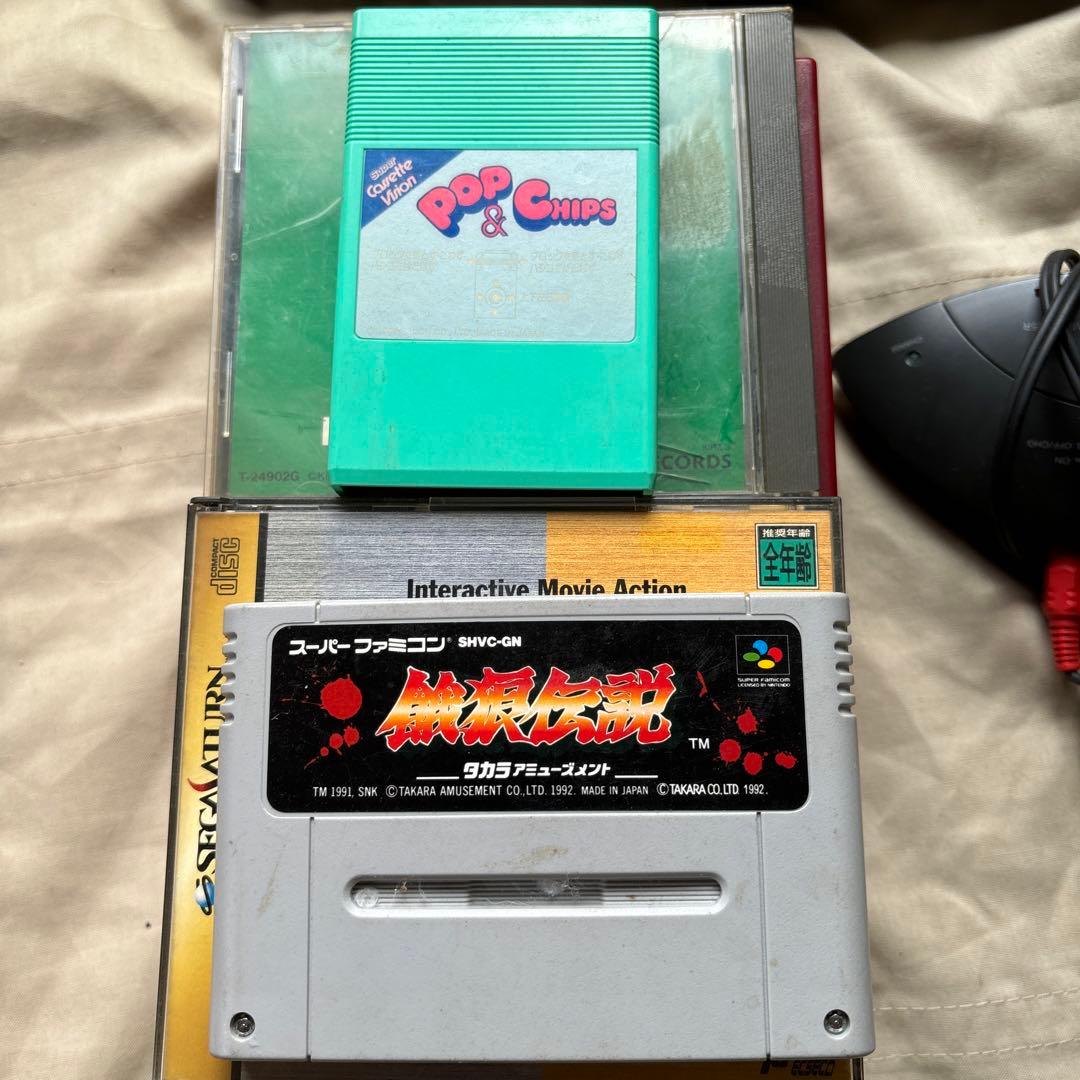 Super
Cassette
Vision
POP
& CHIPS
T-24902G
CORDS
COMPACT
disc
推奨年齢
全年齢
Interactive Movie Action
SEGA SATURN
スーパーファミコン® SHVC-GN
SUPER FAMICOM
LICENSED BY NINTENDO
餓狼伝説
TM
タカラアミューズメント
TM 1991, SNK ©TAKARA AMUSEMENT CO.,LTD. 1992. MADE IN JAPAN ©TAKARA CO.LTD. 1992.